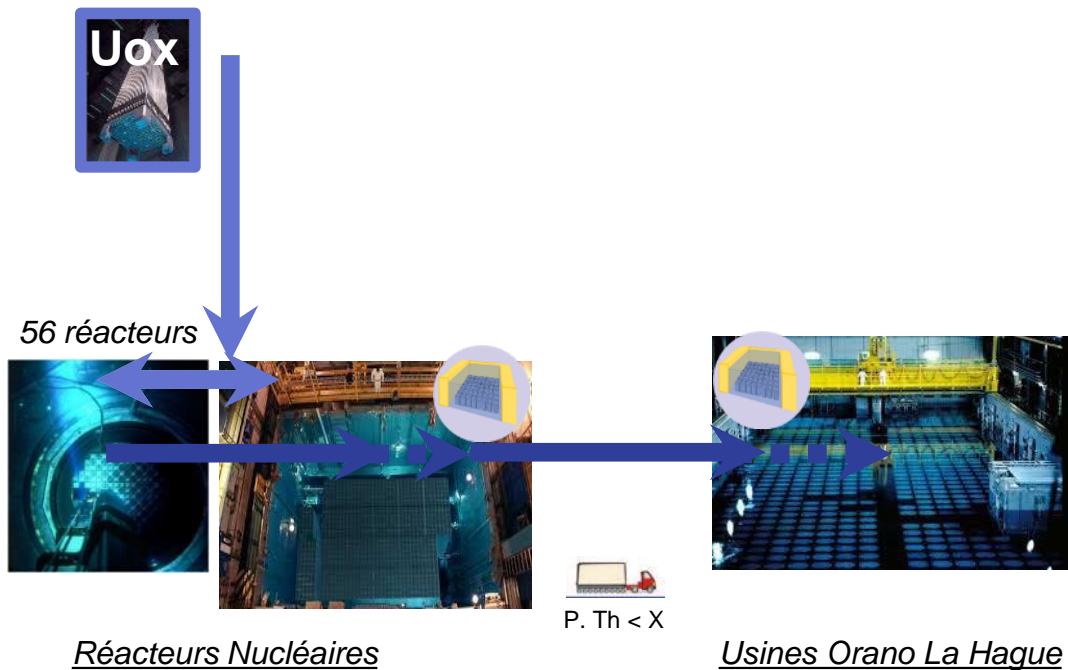 Uox
56 réacteurs
P. Th < X
Réacteurs Nucléaires
Usines Orano La Hague